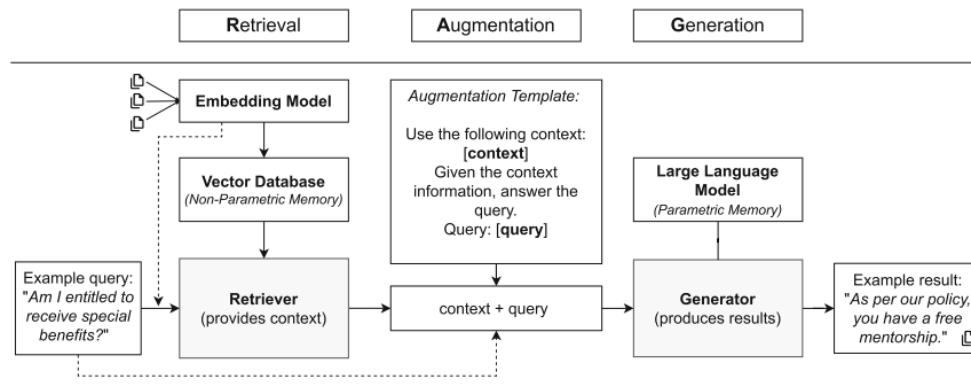 Retrieval
Augmentation
Generation
Embedding Model
Augmentation Template:
Use the following context:
[context]
Given the context
information, answer the
query.
Query: [query]
Vector Database
(Non-Parametric Memory)
Large Language
Model
(Parametric Memory)
Example query:
"Am I entitled to
receive special
benefits?"
Retriever
(provides context)
context + query
Generator
(produces results)
Example result:
"As per our policy,
you have a free
mentorship."